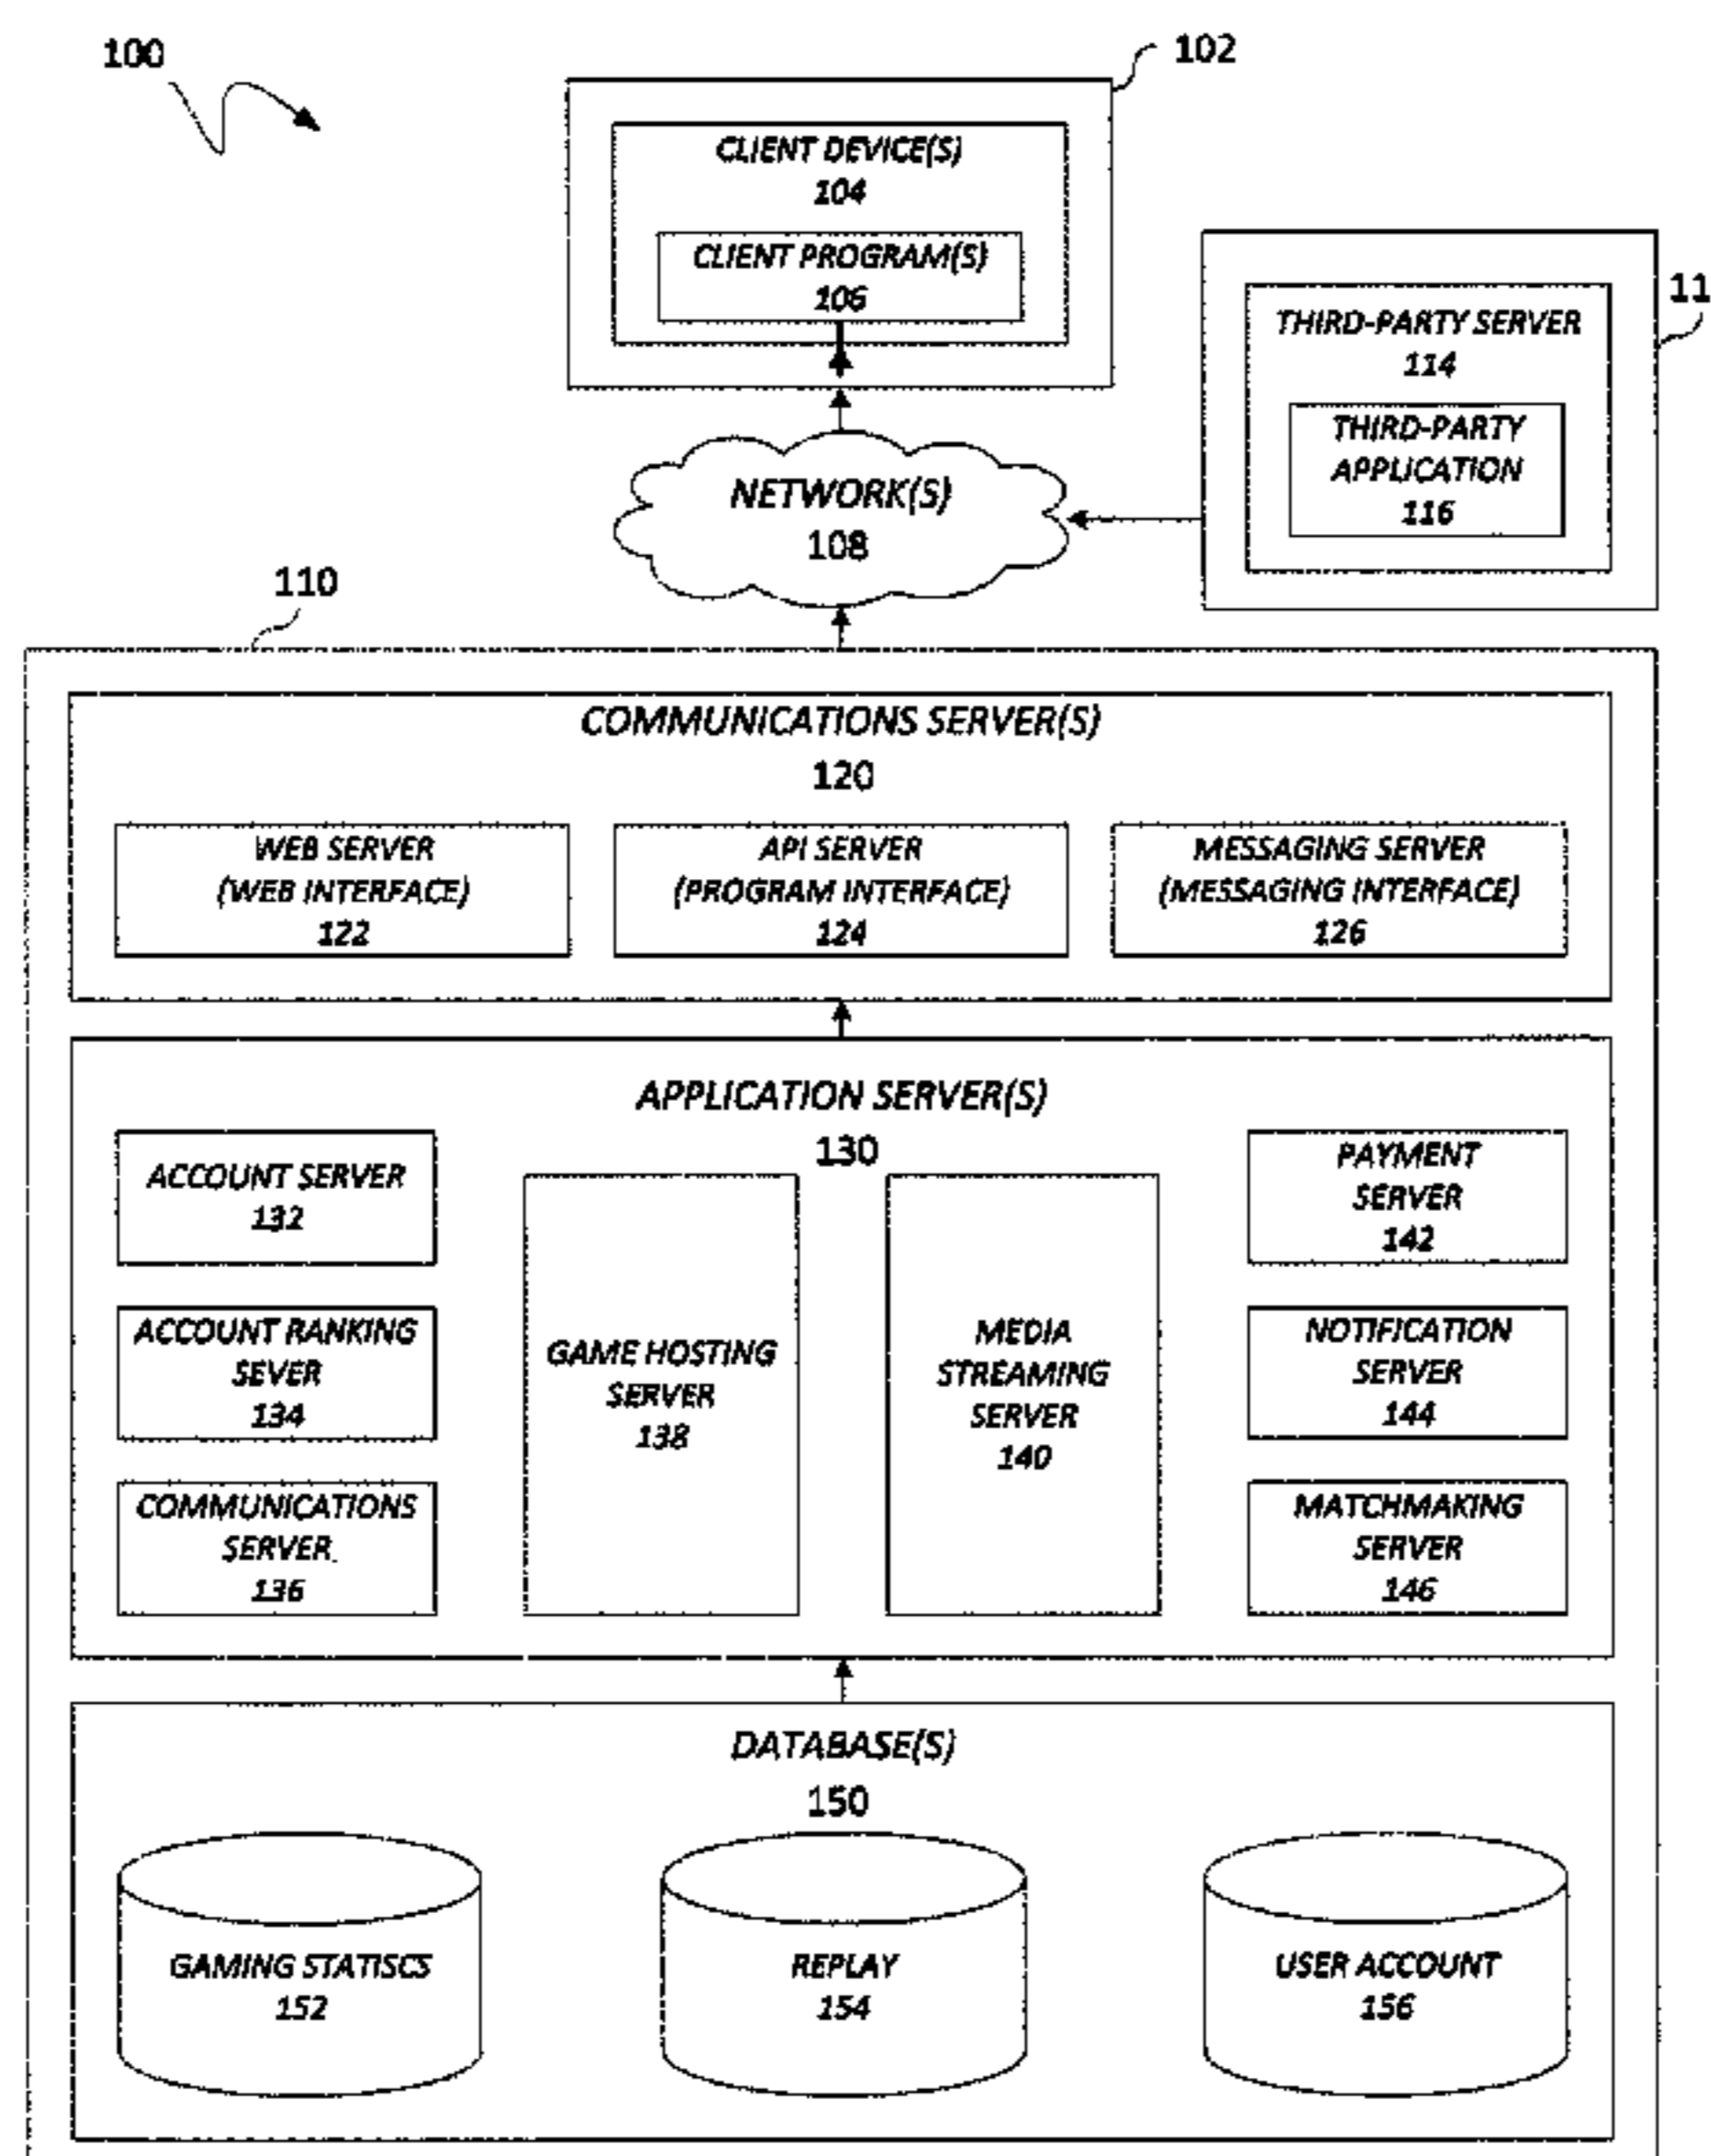 100
102
CLIENT DEVICE(S)
104
CLIENT PROGRAM(S)
106
11
THIRD-PARTY SERVER
114
THIRD-PARTY
APPLICATION
116
NETWORK(S)
108
110
COMMUNICATIONS SERVER(S)
120
WEB SERVER
(WEB INTERFACE)
122
API SERVER
(PROGRAM INTERFACE)
124
MESSAGING SERVER
(MESSAGING INTERFACE)
126
APPLICATION SERVER(S)
130
ACCOUNT SERVER
132
ACCOUNT RANKING
SEVER
134
COMMUNICATIONS
SERVER
136
GAME HOSTING
SERVER
138
MEDIA
STREAMING
SERVER
140
PAYMENT
SERVER
142
NOTIFICATION
SERVER
144
MATCHMAKING
SERVER
146
DATABASE(S)
150
GAMING STATISCS
152
REPLAY
154
USER ACCOUNT
156